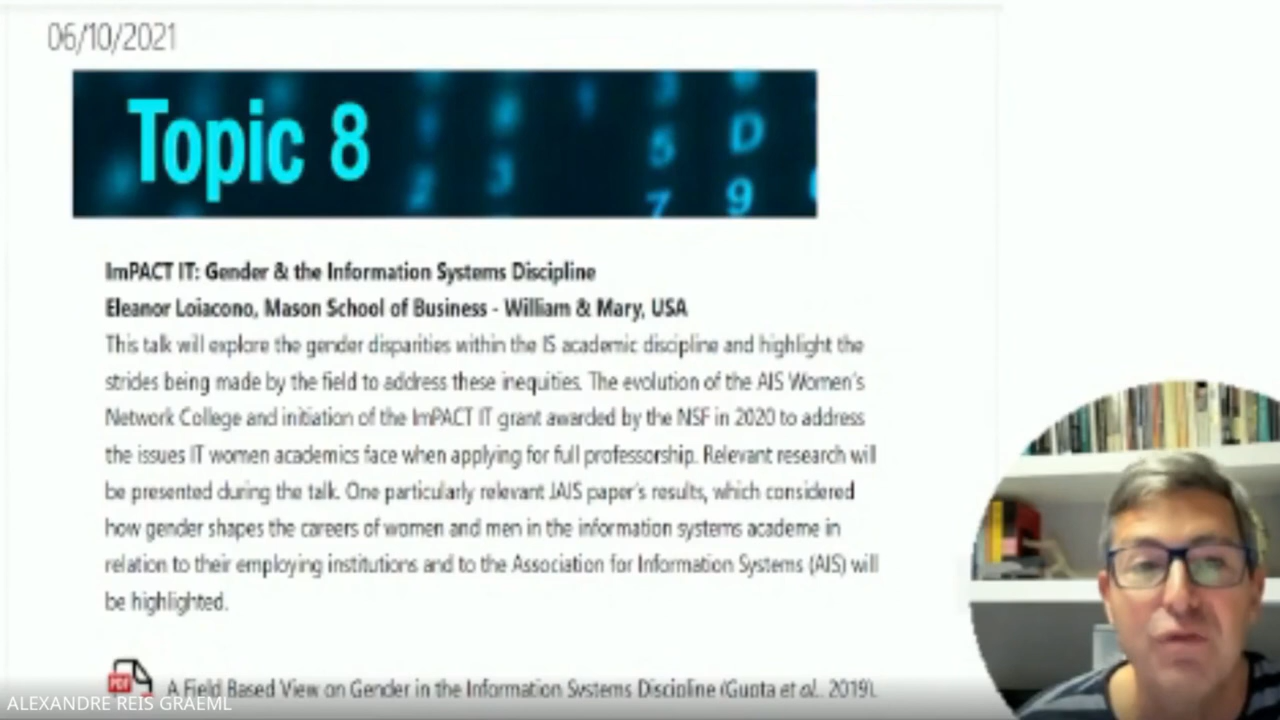 06/10/2021
Topic 8
ImPACT IT: Gender & the Information Systems Discipline
Eleanor Loiacono, Mason School of Business - William & Mary, USA
This talk will explore the gender disparities within the IS academic discipline and highlight the
strides being made by the field to address these inequities. The evolution of the AIS Women's
Network College and initiation of the ImPACT IT grant awarded by the NSF in 2020 to address
the issues IT women academics face when applying for full professorship. Relevant research will
be presented during the talk. One particularly relevant JAIS paper's results, which considered
how gender shapes the careers of women and men in the information systems academe in
relation to their employing institutions and to the Association for Information Systems (AIS) will
be highlighted.
PDF A Field Based View on Gender in the Information Systems Discipline (Gupta et al., 2019).
ALEXANDRE REIS GRAEML